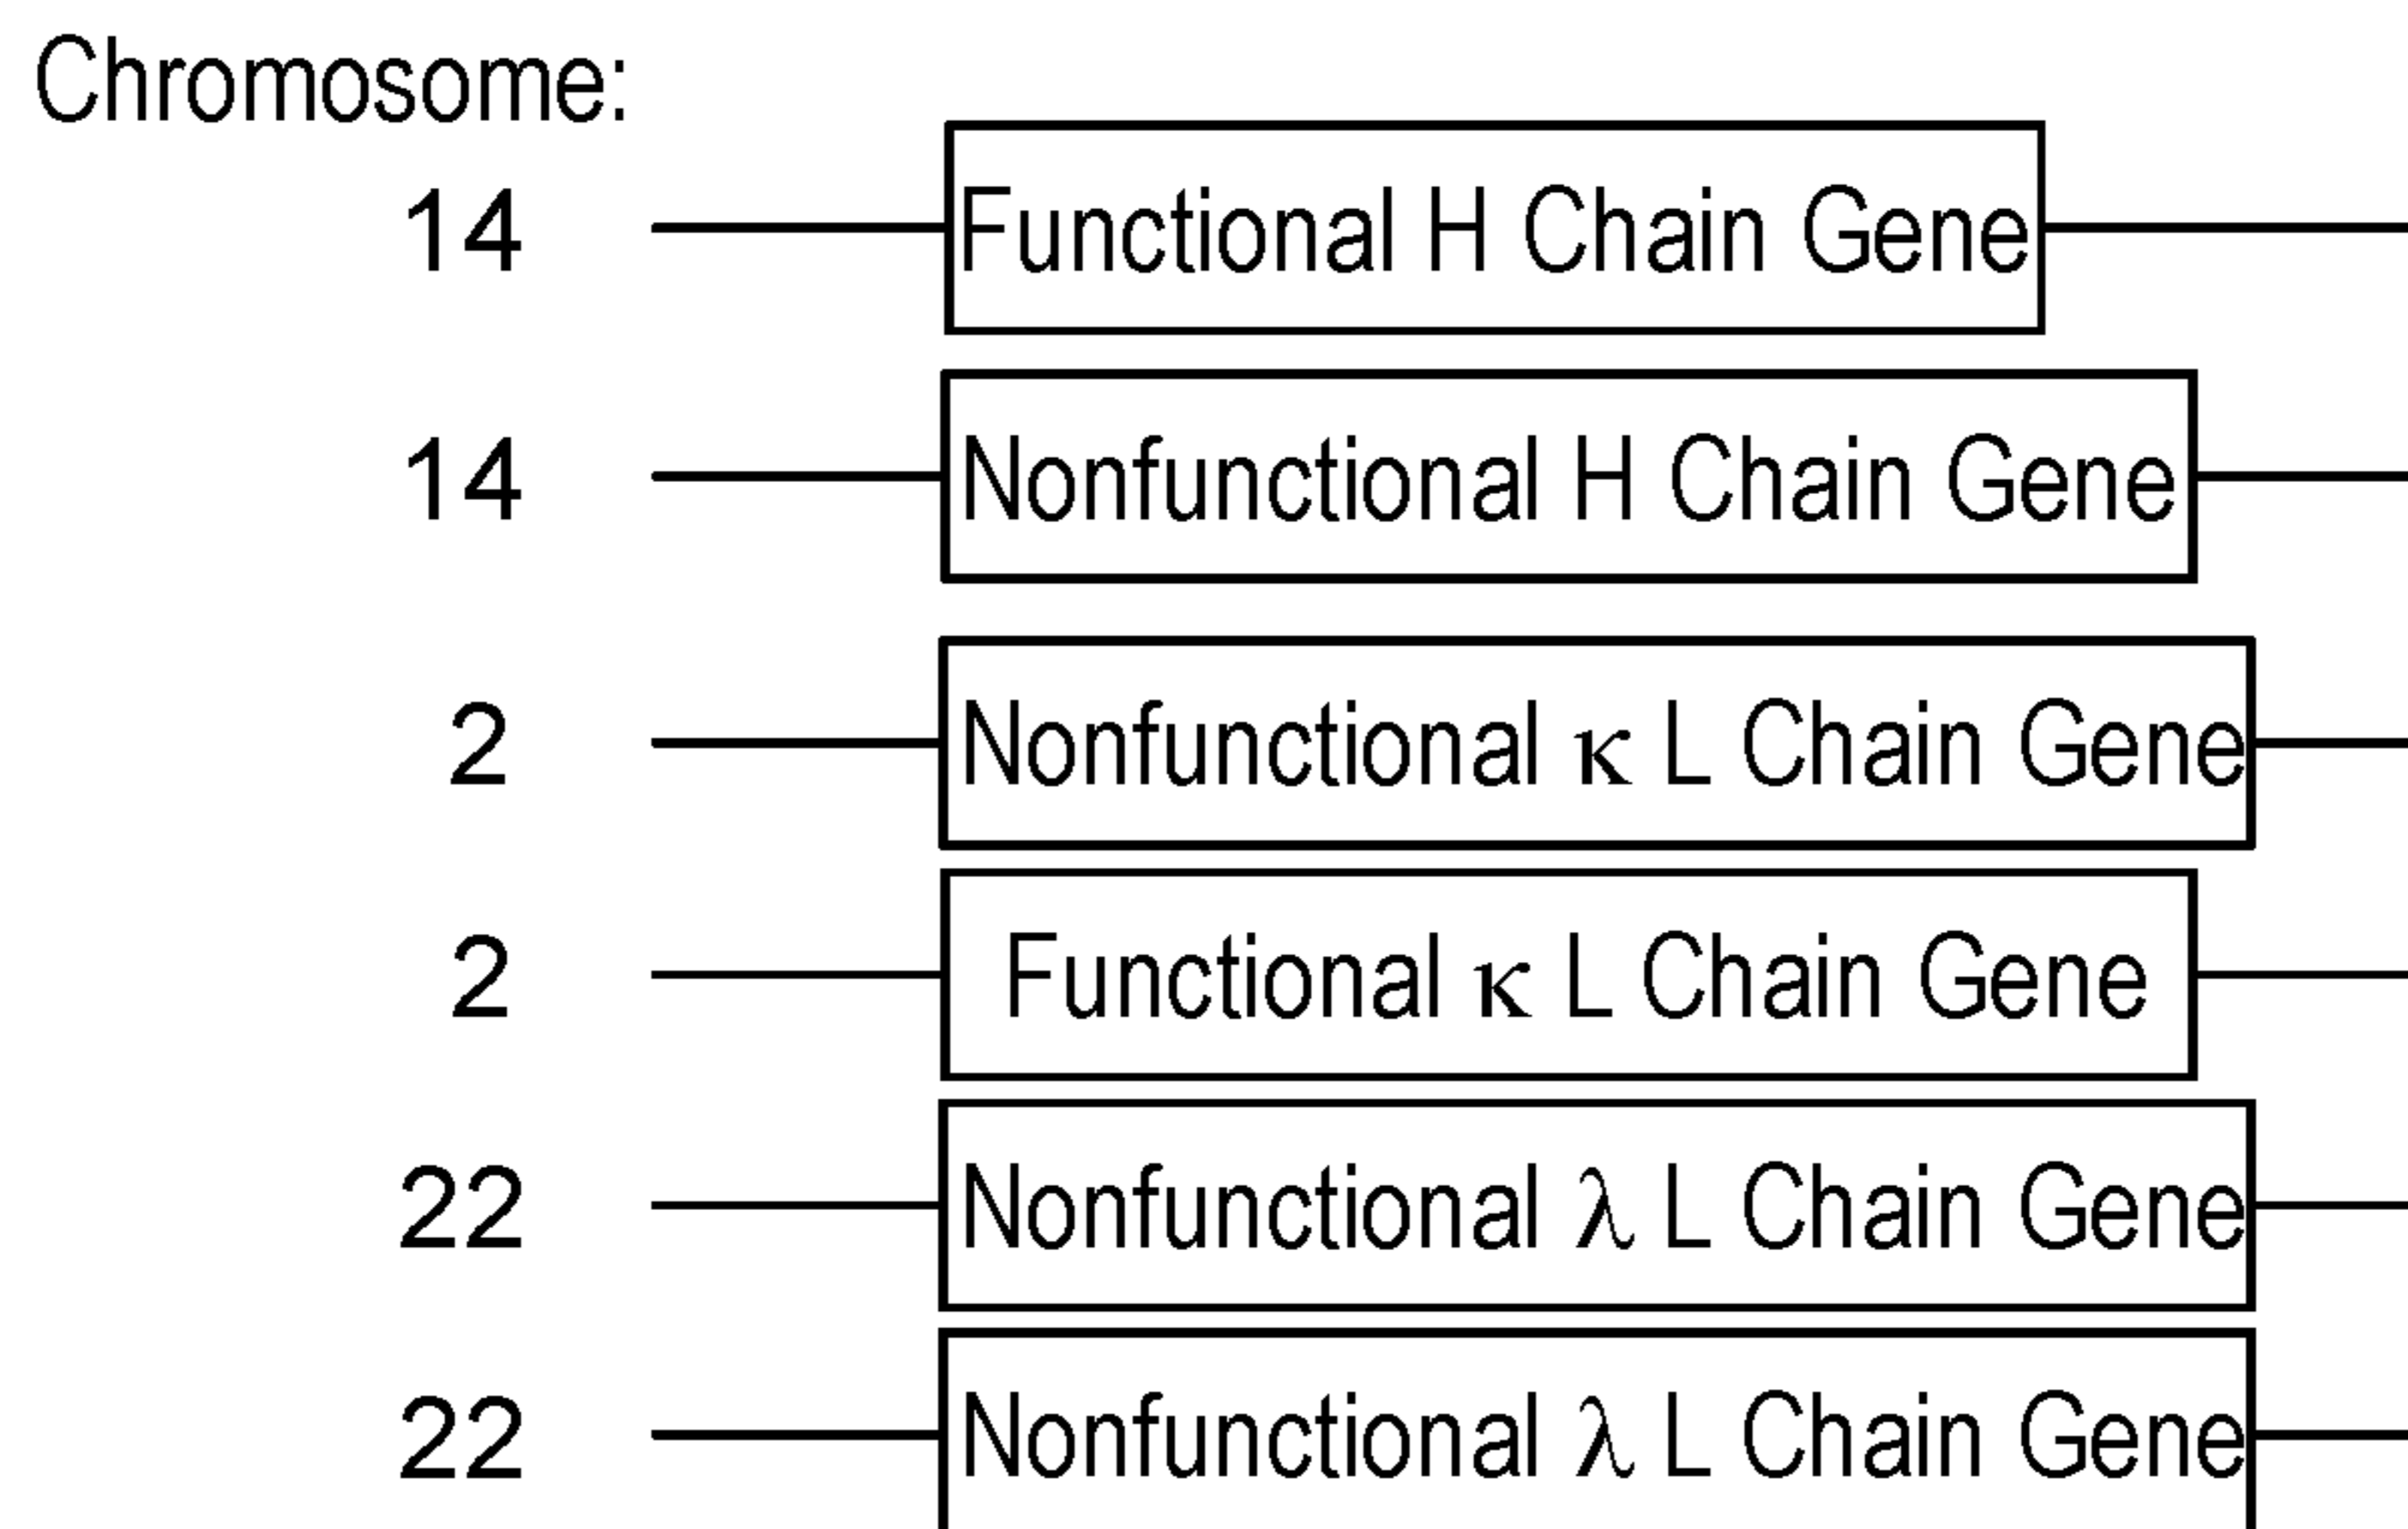 Chromosome:
14 Functional H Chain Gene
14 Nonfunctional H Chain Gene
2 Nonfunctional κ L Chain Gene
2 Functional κ L Chain Gene
22 Nonfunctional λ L Chain Gene
22 Nonfunctional λ L Chain Gene